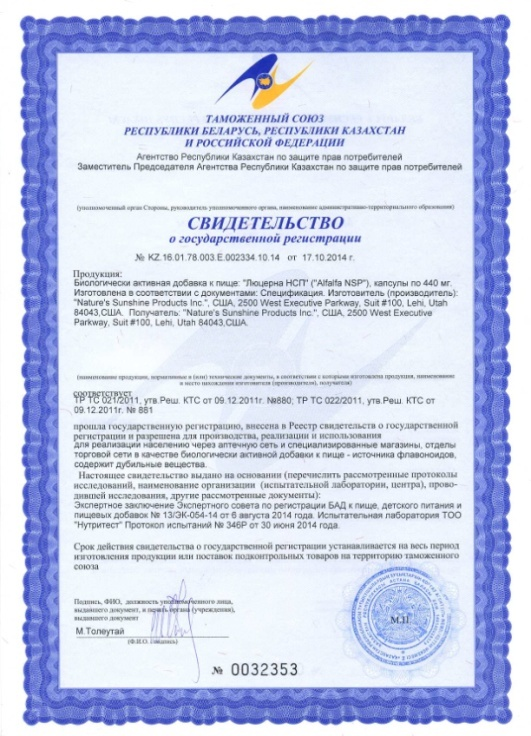 ТАМОЖЕННЫЙ СОЮЗ
РЕСПУБЛИКИ БЕЛАРУСЬ, РЕСПУБЛИКИ КАЗАХСТАН
И РОССИЙСКОЙ ФЕДЕРАЦИИ
Агентство Республики Казахстан по защите прав потребителей
Заместитель Председателя Агентства Республики Казахстан по защите прав потребителей
(уполномоченный орган Стороны, руководитель уполномоченного органа, наименование административно-территориального образования)
СВИДЕТЕЛЬСТВО
о государственной регистрации
№ KZ.16.01.78.003.E.002334.10.14 от 17.10.2014 г.
Продукция:
Биологически активная добавка к пище: "Люцерна НСП" ("Alfalfa NSP"), капсулы по 440 мг.
Изготовлена в соответствии с документами: Спецификация. Изготовитель (производитель):
"Nature's Sunshine Products Inc.", США, 2500 West Executive Parkway, Suit #100, Lehi, Utah
84043,США. Получатель: "Nature's Sunshine Products Inc.", США, 2500 West Executive
Parkway, Suit #100, Lehi, Utah 84043,США.
(наименование продукции, нормативные и (или) технические документы, в соответствии с которыми изготовлена продукция, наименование
и место нахождения изготовителя (производителя), получателя)
соответствует
ТР ТС 021/2011, утв.Реш. КТС от 09.12.2011г. №880; ТР ТС 022/2011, утв.Реш. КТС от
09.12.2011г. № 881
прошла государственную регистрацию, внесена в Реестр свидетельств о государственной
регистрации и разрешена для производства, реализации и использования
для реализации населению через аптечную сеть и специализированные магазины, отделы
торговой сети в качестве биологически активной добавки к пище - источника флавоноидов,
содержит дубильные вещества.
Настоящее свидетельство выдано на основании (перечислить рассмотренные протоколы
исследований, наименование организации (испытательной лаборатории, центра), прово-
дившей исследования, другие рассмотренные документы):
Экспертное заключение Экспертного совета по регистрации БАД к пище, детского питания и
пищевых добавок № 13/ЭК-054-14 от 6 августа 2014 года. Испытательная лаборатория ТОО
"Нутритест" Протокол испытаний № 346Р от 30 июня 2014 года.
Срок действия свидетельства о государственной регистрации устанавливается на весь период
изготовления продукции или поставок подконтрольных товаров на территорию таможенного
союза
Подпись, ФИО, должность уполномоченного лица,
выдавшего документ, и печать органа (учреждения),
выдавшего документ
М.Толеутай
(Ф.И.О. / подпись)
М.П.
№ 0032353